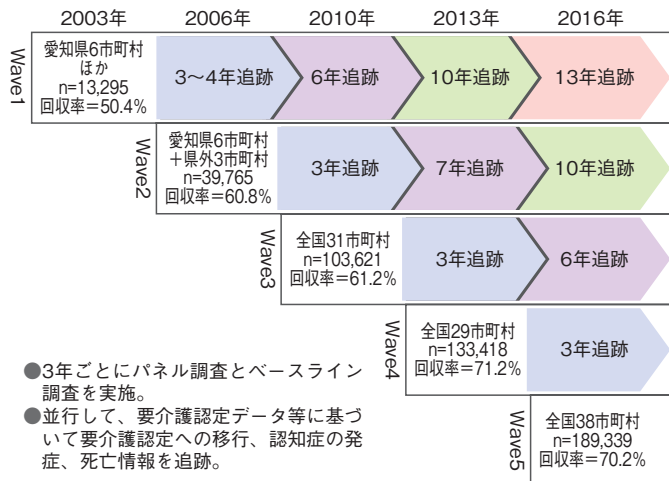 2003年 2006年 2010年 2013年 2016年
Wave1
愛知県6市町村
ほか
n=13,295
回収率＝50.4%
3〜4年追跡
6年追跡
10年追跡
13年追跡
Wave2
愛知県6市町村
＋県外3市町村
n=39,765
回収率＝60.8%
3年追跡
7年追跡
10年追跡
Wave3
全国31市町村
n=103,621
回収率＝61.2%
3年追跡
6年追跡
Wave4
全国29市町村
n=133,418
回収率＝71.2%
3年追跡
Wave5
全国38市町村
n=189,339
回収率＝70.2%
●3年ごとにパネル調査とベースライン
調査を実施。
●並行して、要介護認定データ等に基づ
いて要介護認定への移行、認知症の発
症、死亡情報を追跡。